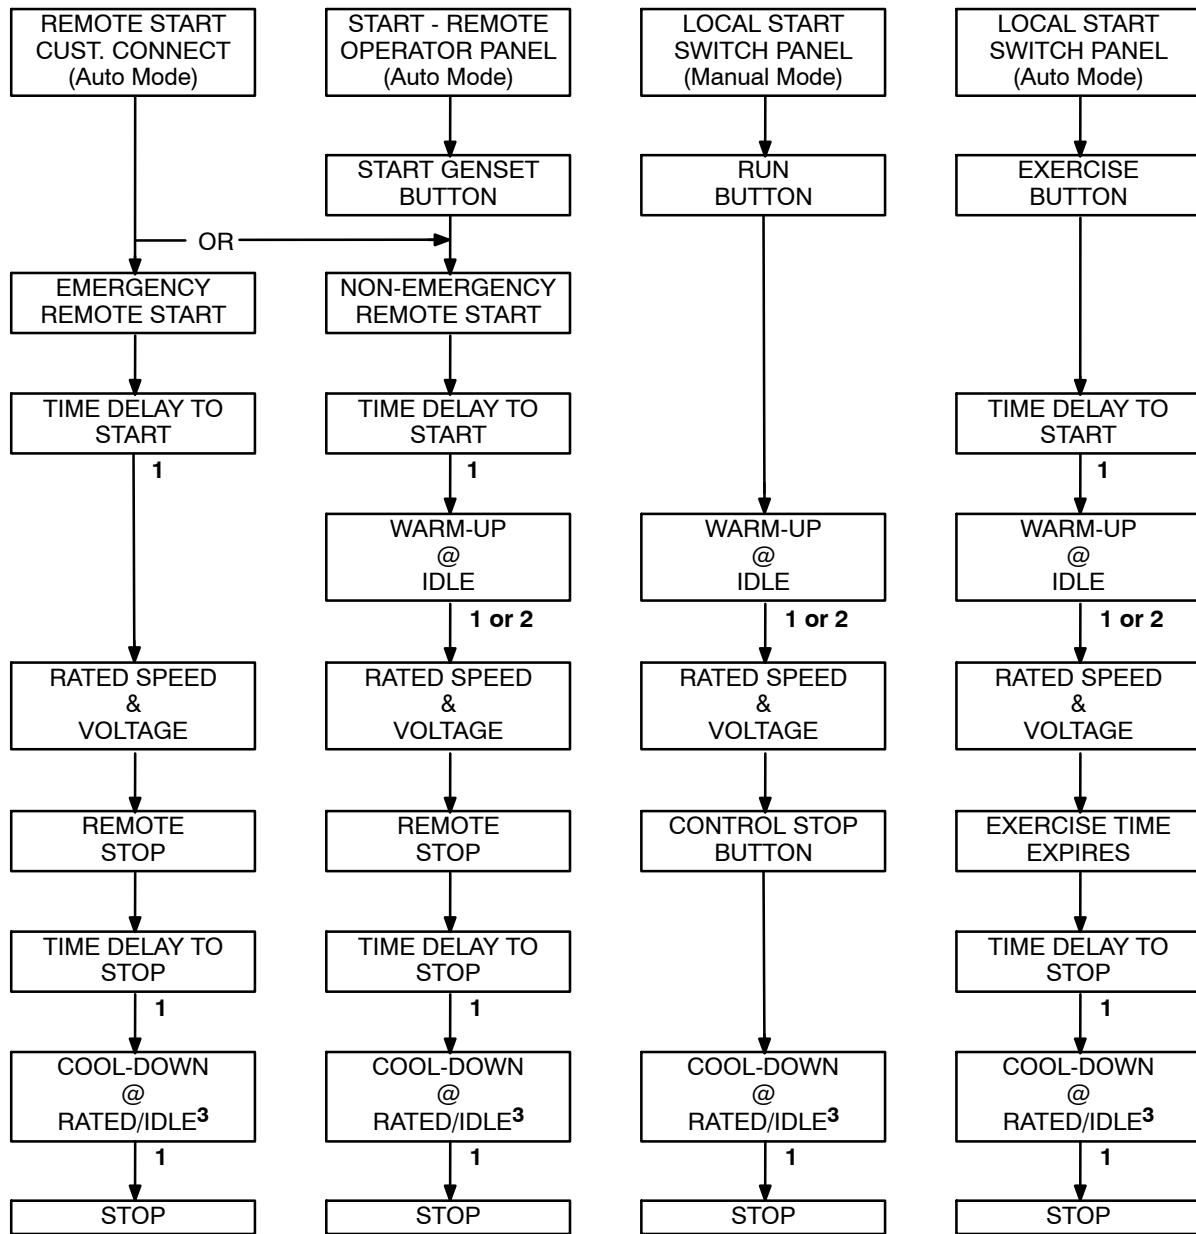 REMOTE START
CUST. CONNECT
(Auto Mode)
START - REMOTE
OPERATOR PANEL
(Auto Mode)
LOCAL START
SWITCH PANEL
(Manual Mode)
LOCAL START
SWITCH PANEL
(Auto Mode)
START GENSET
BUTTON
RUN
BUTTON
EXERCISE
BUTTON
OR
EMERGENCY
REMOTE START
NON-EMERGENCY
REMOTE START
TIME DELAY TO
START
1
TIME DELAY TO
START
1
TIME DELAY TO
START
1
WARM-UP
@
IDLE
1 or 2
WARM-UP
@
IDLE
1 or 2
WARM-UP
@
IDLE
1 or 2
RATED SPEED
&
VOLTAGE
RATED SPEED
&
VOLTAGE
RATED SPEED
&
VOLTAGE
RATED SPEED
&
VOLTAGE
REMOTE
STOP
REMOTE
STOP
CONTROL STOP
BUTTON
EXERCISE TIME
EXPIRES
TIME DELAY TO
STOP
1
TIME DELAY TO
STOP
1
TIME DELAY TO
STOP
1
COOL-DOWN
@
RATED/IDLE3
1
COOL-DOWN
@
RATED/IDLE3
1
COOL-DOWN
@
RATED/IDLE3
1
COOL-DOWN
@
RATED/IDLE3
1
STOP
STOP
STOP
STOP